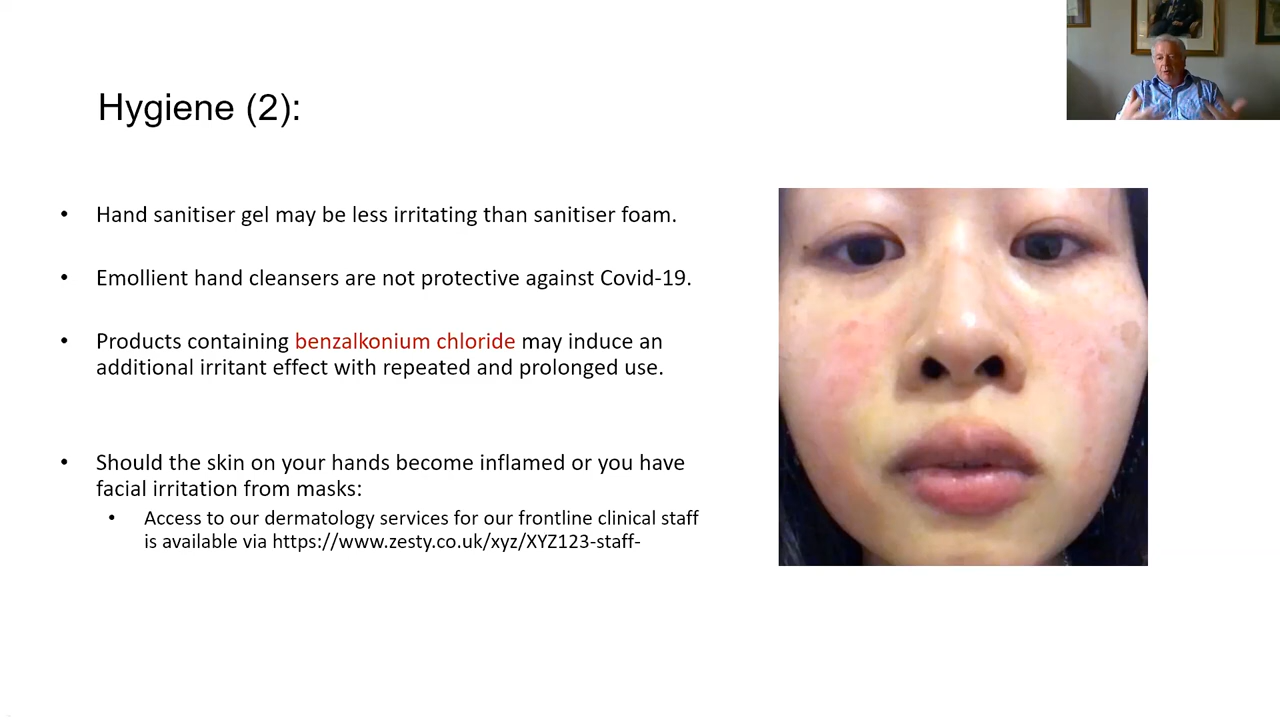 Hygiene (2):
• Hand sanitiser gel may be less irritating than sanitiser foam.
• Emollient hand cleansers are not protective against Covid-19.
• Products containing benzalkonium chloride may induce an
additional irritant effect with repeated and prolonged use.
• Should the skin on your hands become inflamed or you have
facial irritation from masks:
• Access to our dermatology services for our frontline clinical staff
is available via https://www.zesty.co.uk/xyz/XYZ123-staff-